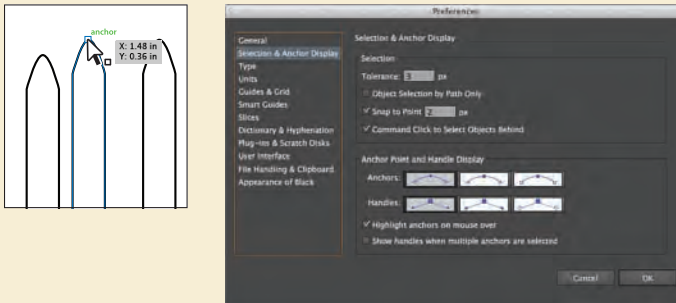 anchor
X: 1.48 in
Y: 0.36 in
Preferences
General
Selection & Anchor Display
Type
Units
Guides & Grid
Smart Guides
Slices
Dictionary & Hyphenation
Plug-ins & Scratch Disks
User Interface
File Handling & Clipboard
Appearance of Black
Selection & Anchor Display
Selection
Tolerance: 3 px
Object Selection by Path Only
Snap to Point 2 px
Command Click to Select Objects Behind
Anchor Point and Handle Display
Anchors:
Handles:
Highlight anchors on mouse over
Show handles when multiple anchors are selected
Cancel
OK